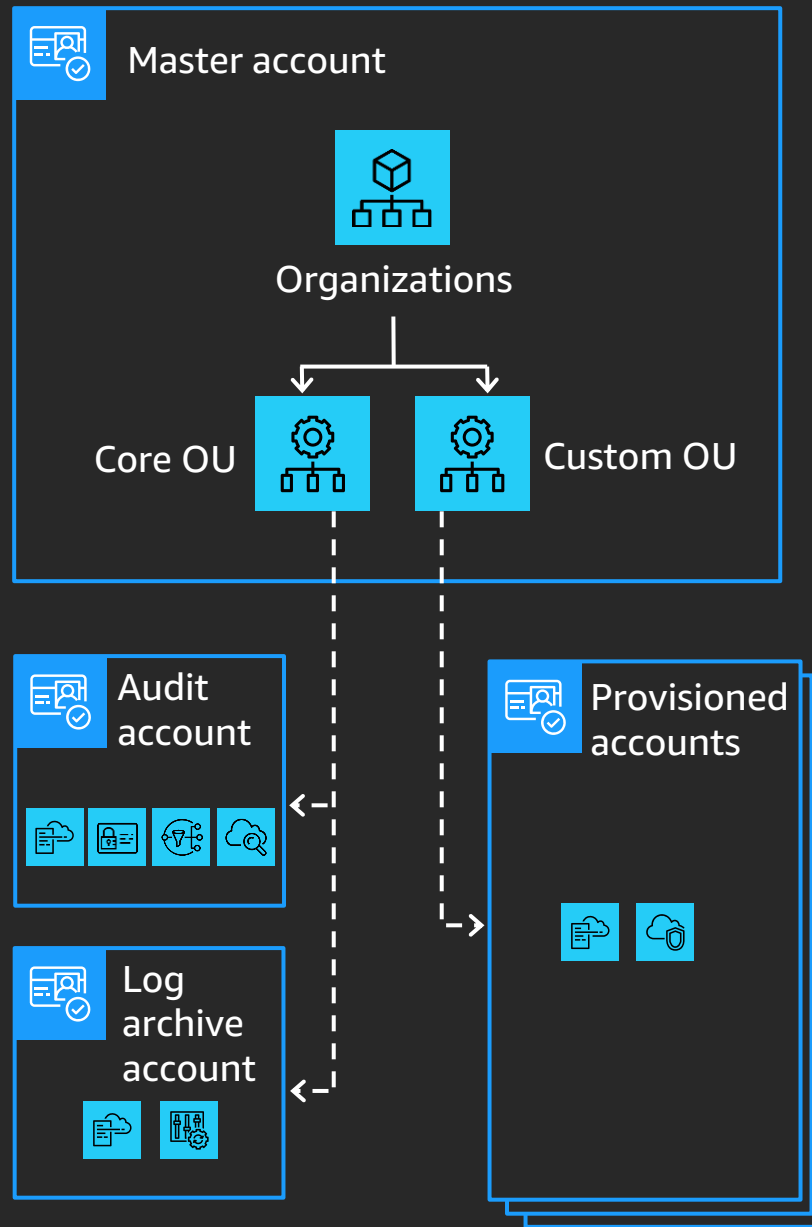 Master account
Organizations
Core OU
Custom OU
Audit
account
Provisioned
accounts
Log
archive
account